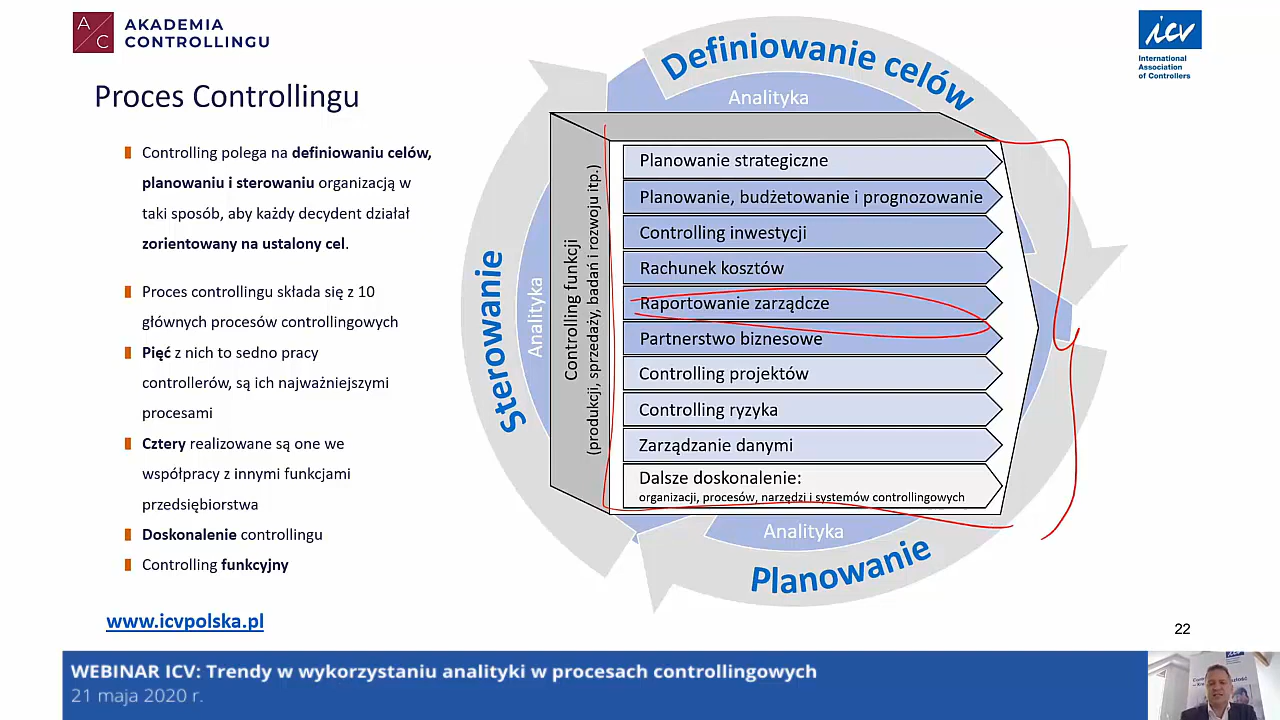 AKADEMIA
CONTROLLINGU
A
C
icv
International
Association
of Controllers
Proces Controllingu
Controlling polega na definiowaniu celów,
planowaniu i sterowaniu organizacją w
taki sposób, aby każdy decydent działał
zorientowany na ustalony cel.
Proces controllingu składa się z 10
głównych procesów controllingowych
Pięć z nich to sedno pracy
controllerów, są ich najważniejszymi
procesami
Cztery realizowane są one we
współpracy z innymi funkcjami
przedsiębiorstwa
Doskonalenie controllingu
Controlling funkcyjny
www.icvpolska.pl
Definiowanie celów
Analityka
Sterowanie
Analityka
Controlling funkcji
(produkcji, sprzedaży, badań i rozwoju itp.)
Planowanie strategiczne
Planowanie, budżetowanie i prognozowanie
Controlling inwestycji
Rachunek kosztów
Raportowanie zarządcze
Partnerstwo biznesowe
Controlling projektów
Controlling ryzyka
Zarządzanie danymi
Dalsze doskonalenie:
organizacji, procesów, narzędzi i systemów controllingowych
Analityka
Planowanie
22
WEBINAR ICV: Trendy w wykorzystaniu analityki w procesach controllingowych
21 maja 2020 r.